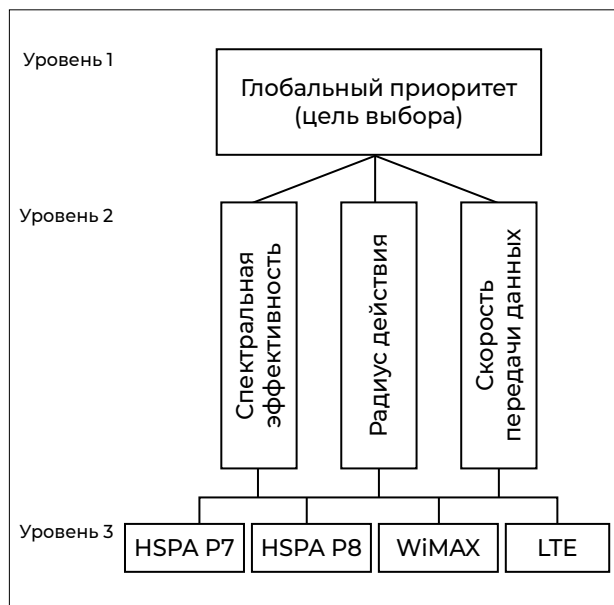 Уровень 1
Глобальный приоритет
(цель выбора)
Уровень 2
Спектральная
эффективность
Радиус действия
Скорость
передачи данных
Уровень 3
HSPA P7
HSPA P8
WiMAX
LTE